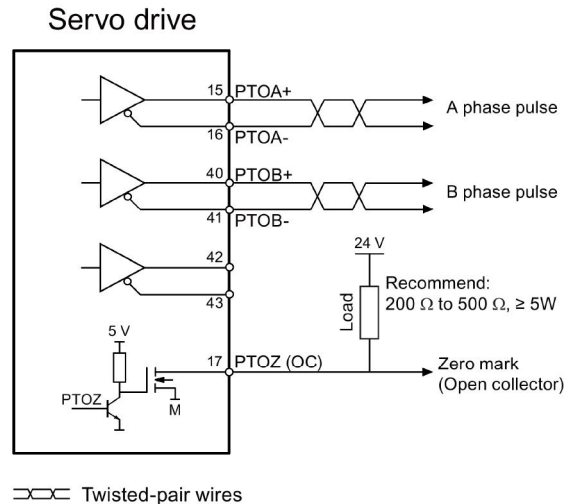 Servo drive
15 PTOA+
A phase pulse
16 PTOA-
40 PTOB+
B phase pulse
41 PTOB-
42
24 V
43
Load
Recommend:
200 Ω to 500 Ω, ≥ 5W
5 V
17 PTOZ (OC)
Zero mark
(Open collector)
PTOZ
M
Twisted-pair wires